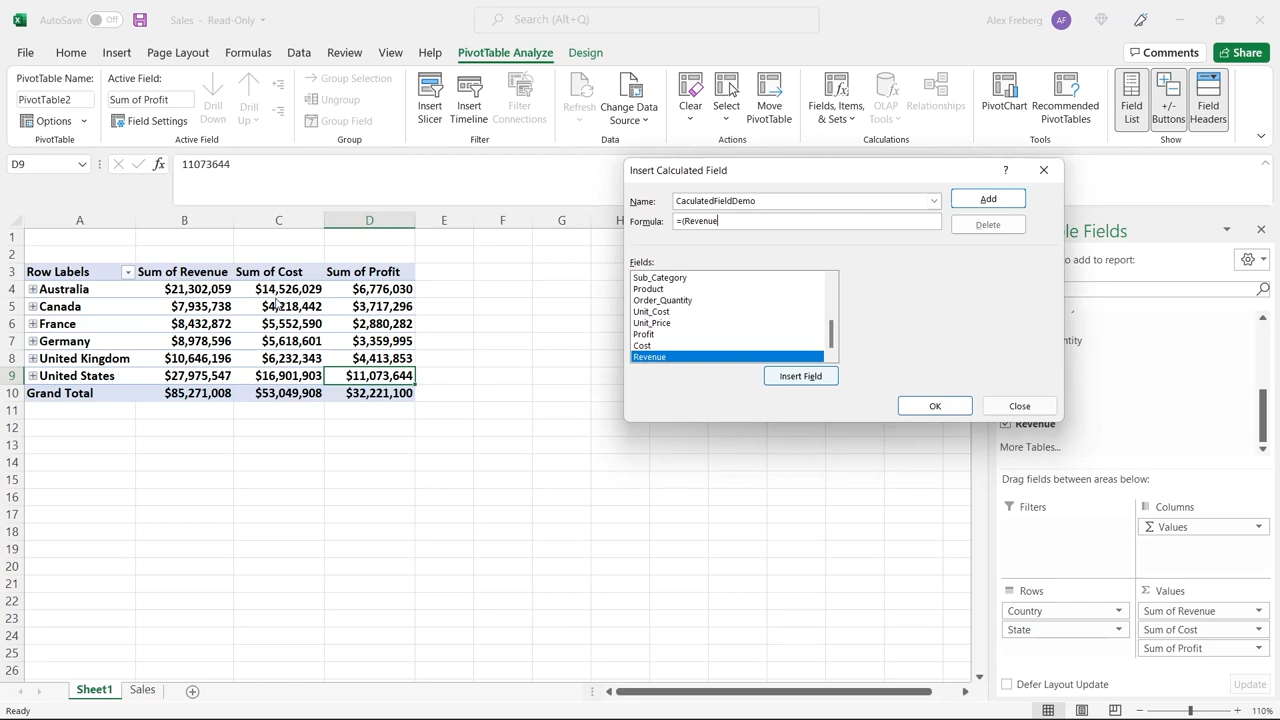 AutoSave Off Sales - Read-Only Search (Alt+Q) Alex Freberg AF
File Home Insert Page Layout Formulas Data Review View Help PivotTable Analyze Design Comments Share
PivotTable Name:
PivotTable2
Options
PivotTable
Active Field:
Sum of Profit
Field Settings
Drill Down
Drill Up
Active Field
Group Selection
Ungroup
Group Field
Group
Insert Slicer
Insert Timeline
Filter Connections
Filter
Refresh
Change Data Source
Data
Clear
Select
Move PivotTable
Actions
Fields, Items, & Sets
OLAP Tools
Relationships
Calculations
PivotChart
Recommended PivotTables
Tools
Field List
+/- Buttons
Field Headers
Show
D9 fx 11073644
A B C D E F G H
1
2
3 Row Labels Sum of Revenue Sum of Cost Sum of Profit
4 Australia $21,302,059 $14,526,029 $6,776,030
5 Canada $7,935,738 $4,218,442 $3,717,296
6 France $8,432,872 $5,552,590 $2,880,282
7 Germany $8,978,596 $5,618,601 $3,359,995
8 United Kingdom $10,646,196 $6,232,343 $4,413,853
9 United States $27,975,547 $16,901,903 $11,073,644
10 Grand Total $85,271,008 $53,049,908 $32,221,100
11
12
13
14
15
16
17
18
19
20
21
22
23
24
25
26
Insert Calculated Field ?
Name: CaculatedFieldDemo Add
Formula: =(Revenue Delete
Fields:
Sub_Category
Product
Order_Quantity
Unit_Cost
Unit_Price
Profit
Cost
Revenue
Insert Field
OK Close
le Fields
o add to report:
Revenue
More Tables...
Drag fields between areas below:
Filters
Columns
Σ Values
Rows
Country
State
Σ Values
Sum of Revenue
Sum of Cost
Sum of Profit
Defer Layout Update Update
Sheet1 Sales
Ready 110%